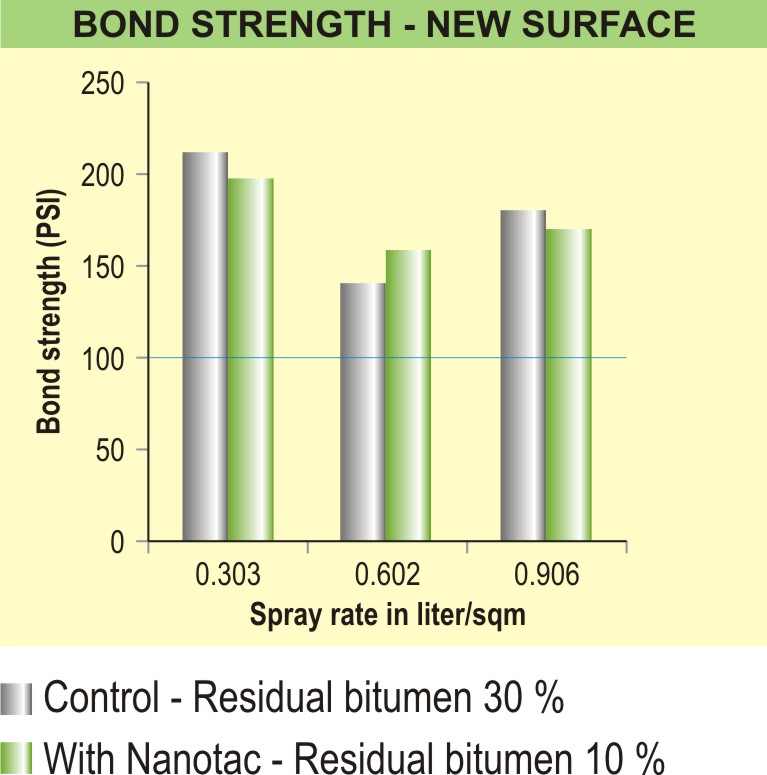 BOND STRENGTH - NEW SURFACE
250
200
150
100
50
0
Bond strength (PSI)
0.303 0.602 0.906
Spray rate in liter/sqm
Control - Residual bitumen 30 %
With Nanotac - Residual bitumen 10 %